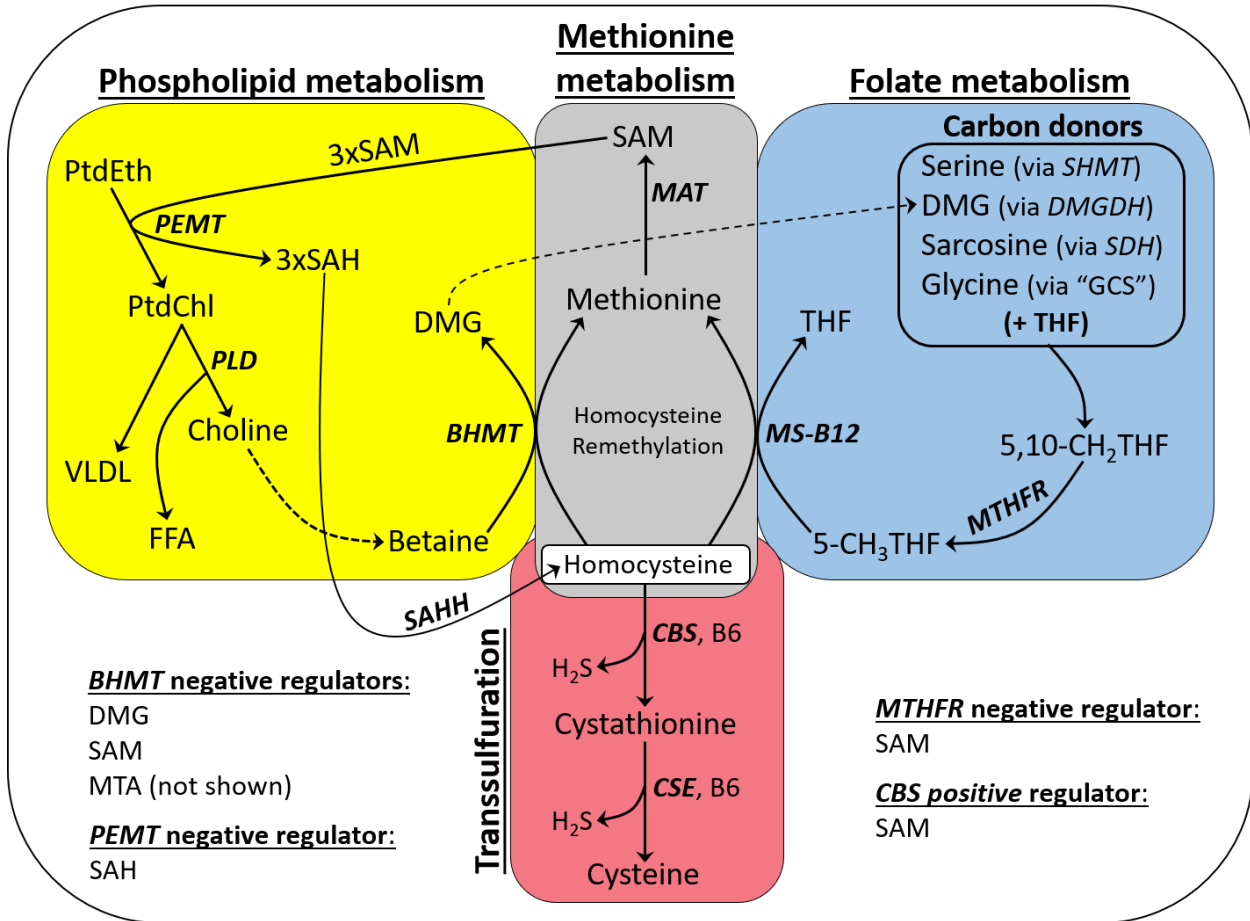 Phospholipid metabolism
Methionine
metabolism
Folate metabolism
PtdEth
3xSAM
PEMT
3xSAH
PtdChl
PLD
Choline
VLDL
FFA
DMG
BHMT
Betaine
SAHH
SAM
MAT
Methionine
Homocysteine
Remethylation
Homocysteine
Carbon donors
Serine (via SHMT)
DMG (via DMGDH)
Sarcosine (via SDH)
Glycine (via “GCS”)
(+ THF)
THF
MS-B12
5,10-CH₂THF
MTHFR
5-CH₃THF
Transsulfuration
CBS, B6
H₂S
Cystathionine
CSE, B6
H₂S
Cysteine
BHMT negative regulators:
DMG
SAM
MTA (not shown)
PEMT negative regulator:
SAH
MTHFR negative regulator:
SAM
CBS positive regulator:
SAM